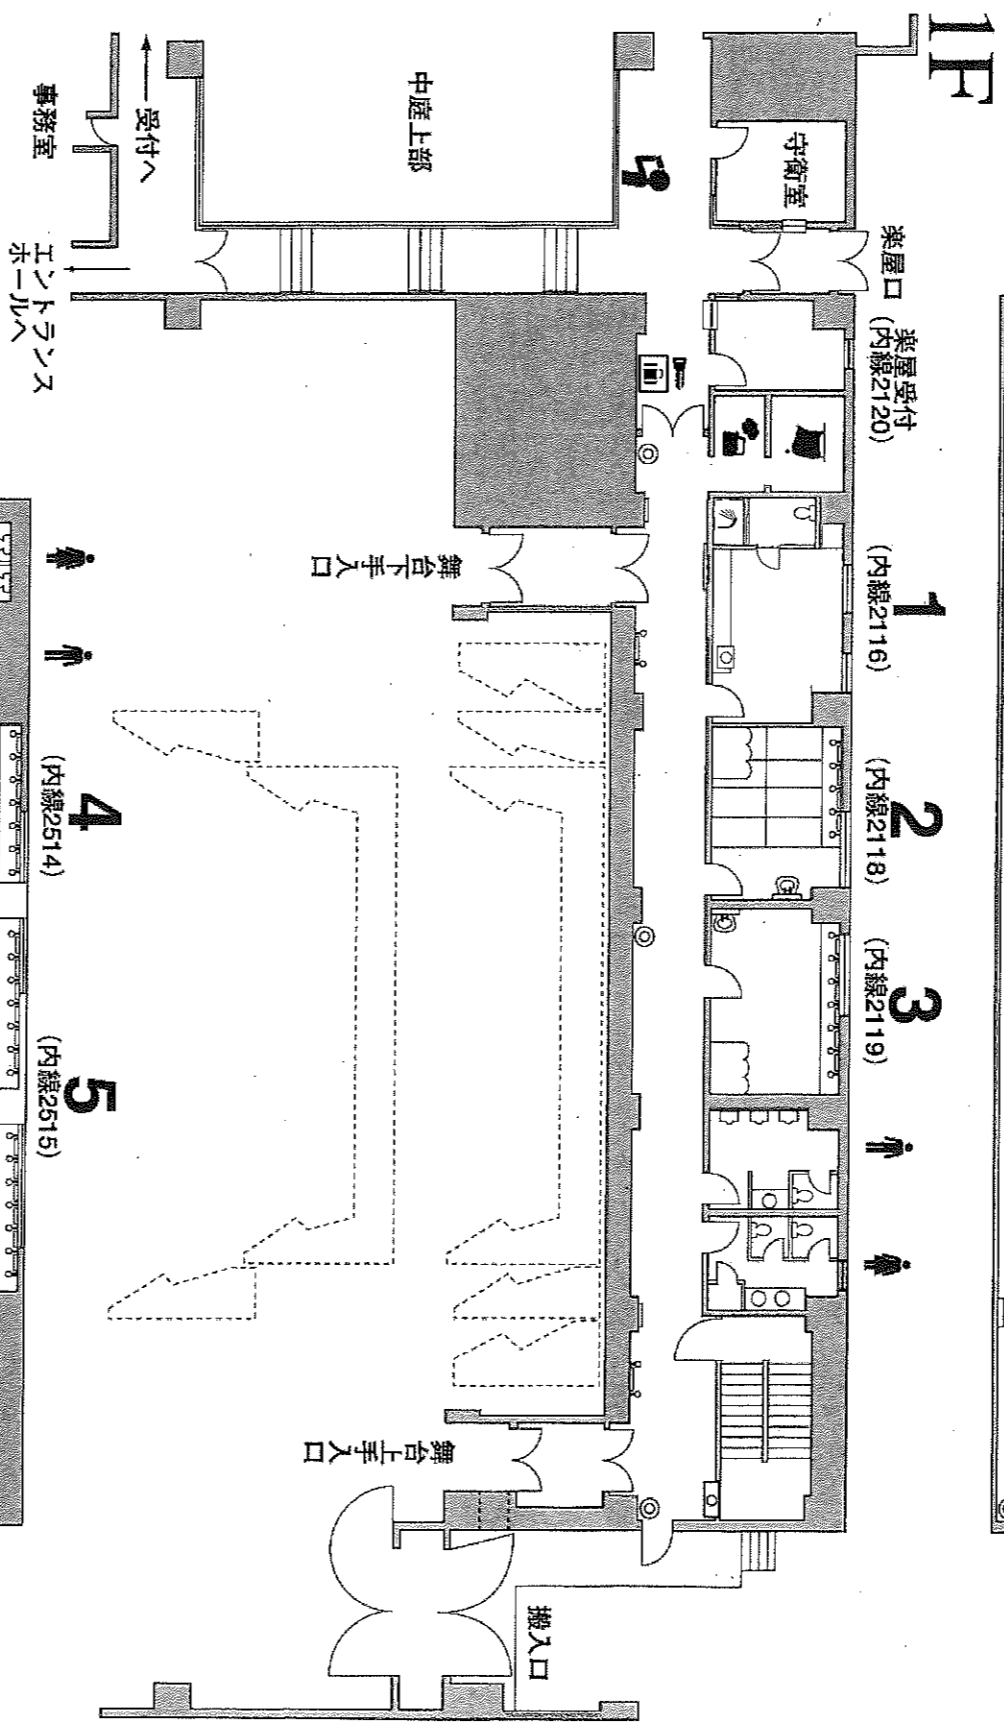 1F
守衛室
楽屋口
楽屋受付
(内線2120)
1
(内線2116)
2
(内線2118)
3
(内線2119)
中庭上部
受付へ
事務室
エントランス
ホールへ
舞台下手入口
舞台上手入口
搬入口
4
(内線2514)
5
(内線2515)